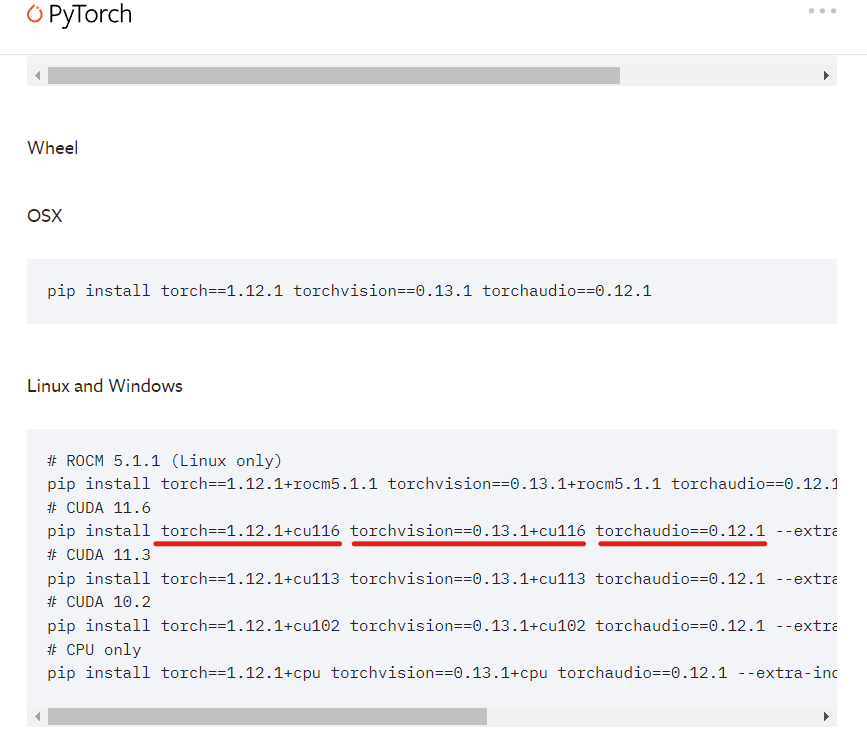 PyTorch
Wheel
OSX
pip install torch==1.12.1 torchvision==0.13.1 torchaudio==0.12.1
Linux and Windows
# ROCM 5.1.1 (Linux only)
pip install torch==1.12.1+rocm5.1.1 torchvision==0.13.1+rocm5.1.1 torchaudio==0.12.1
# CUDA 11.6
pip install torch==1.12.1+cu116 torchvision==0.13.1+cu116 torchaudio==0.12.1 --extra
# CUDA 11.3
pip install torch==1.12.1+cu113 torchvision==0.13.1+cu113 torchaudio==0.12.1 --extra
# CUDA 10.2
pip install torch==1.12.1+cu102 torchvision==0.13.1+cu102 torchaudio==0.12.1 --extra
# CPU only
pip install torch==1.12.1+cpu torchvision==0.13.1+cpu torchaudio==0.12.1 --extra-ind